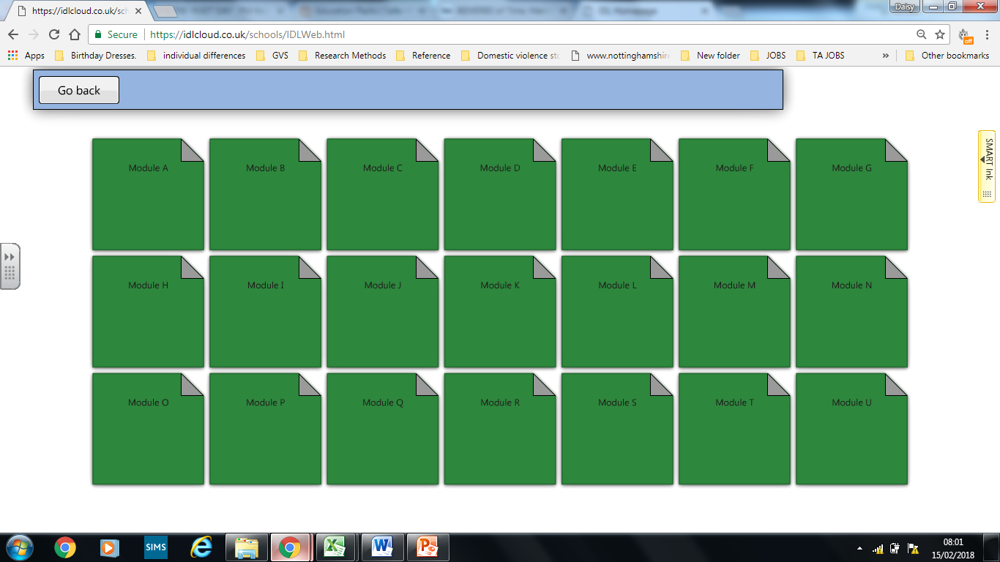 https://idlcloud.co.uk/sch
Daisy
Secure https://idlcloud.co.uk/schools/IDLWeb.html
off
Apps Birthday Dresses. individual differences GVS Research Methods Reference Domestic violence www.nottinghamshire New folder JOBS TA JOBS » Other bookmarks
Go back
SMART Ink
Module A Module B Module C Module D Module E Module F Module G
Module H Module I Module J Module K Module L Module M Module N
Module O Module P Module Q Module R Module S Module T Module U
SIMS
08:01
15/02/2018